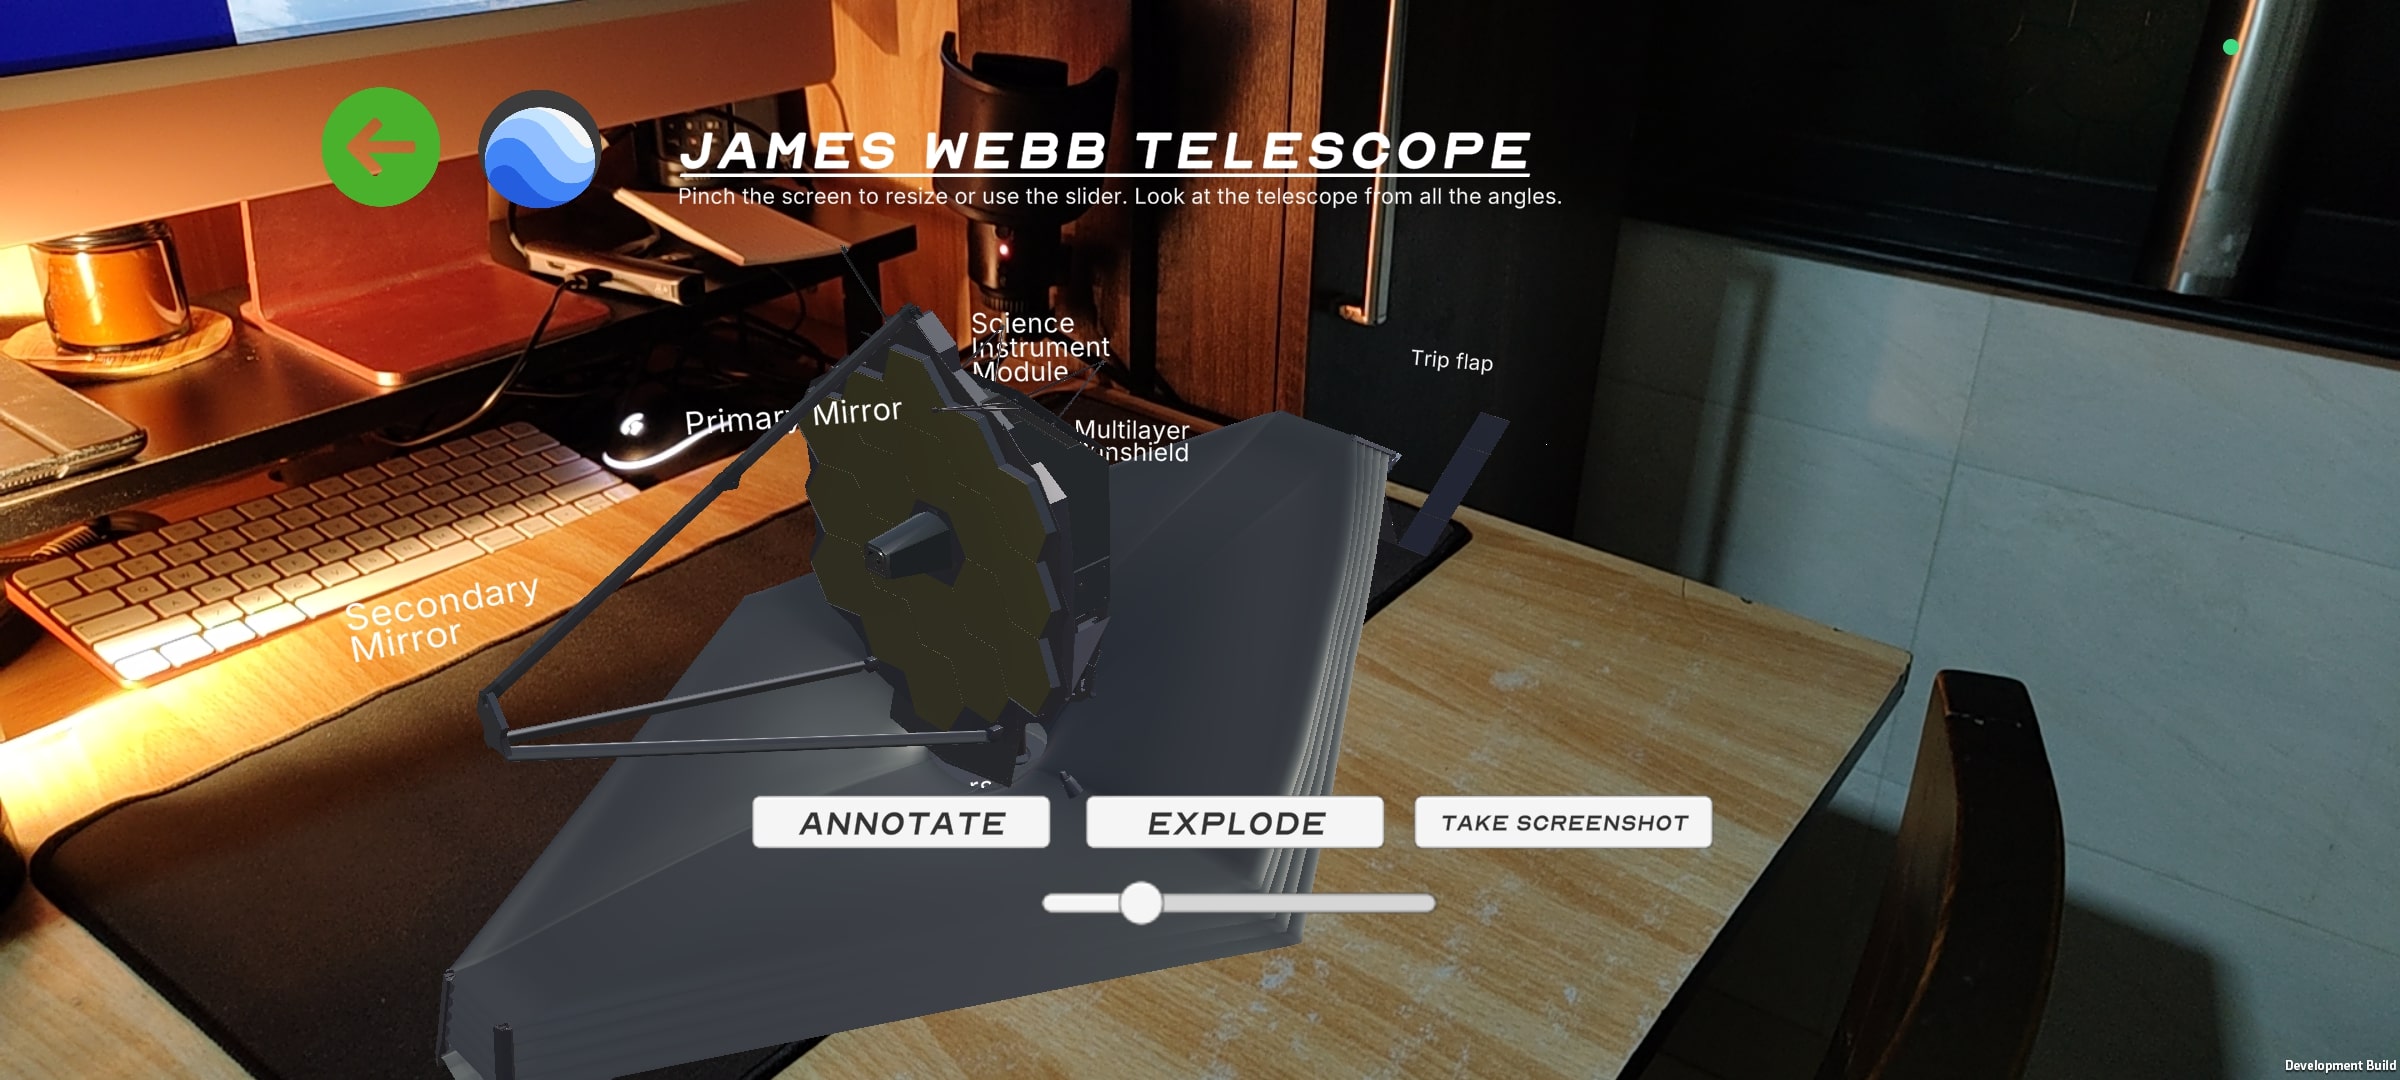 JAMES WEBB TELESCOPE
Pinch the screen to resize or use the slider. Look at the telescope from all the angles.
Science
Instrument
Module
Trip flap
Primary Mirror
Multilayer
Secondary
Mirror
ANNOTATE
EXPLODE
TAKE SCREENSHOT
Development Build